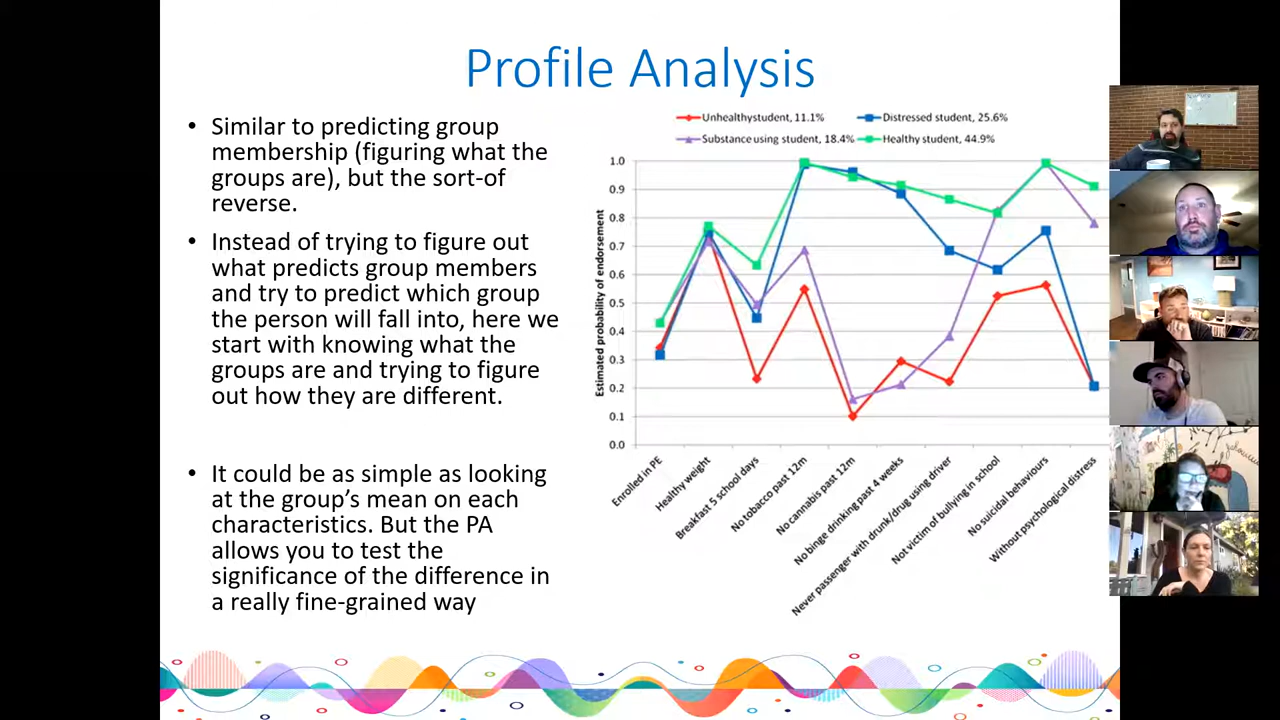 Profile Analysis
• Similar to predicting group
membership (figuring what the
groups are), but the sort-of
reverse.
• Instead of trying to figure out
what predicts group members
and try to predict which group
the person will fall into, here we
start with knowing what the
groups are and trying to figure
out how they are different.
• It could be as simple as looking
at the group's mean on each
characteristics. But the PA
allows you to test the
significance of the difference in
a really fine-grained way
Unhealthy student, 11.1%
Distressed student, 25.6%
Substance using student, 18.4%
Healthy student, 44.9%
Estimated probability of endorsement
1.0
0.9
0.8
0.7
0.6
0.5
0.4
0.3
0.2
0.1
0.0
Enrolled in PE
Healthy weight
Breakfast 5 school days
No tobacco past 12m
No cannabis past 12m
No binge drinking past 4 weeks
Never passenger with drunk/drug using driver
Not victim of bullying in school
No suicidal behaviours
Without psychological distress